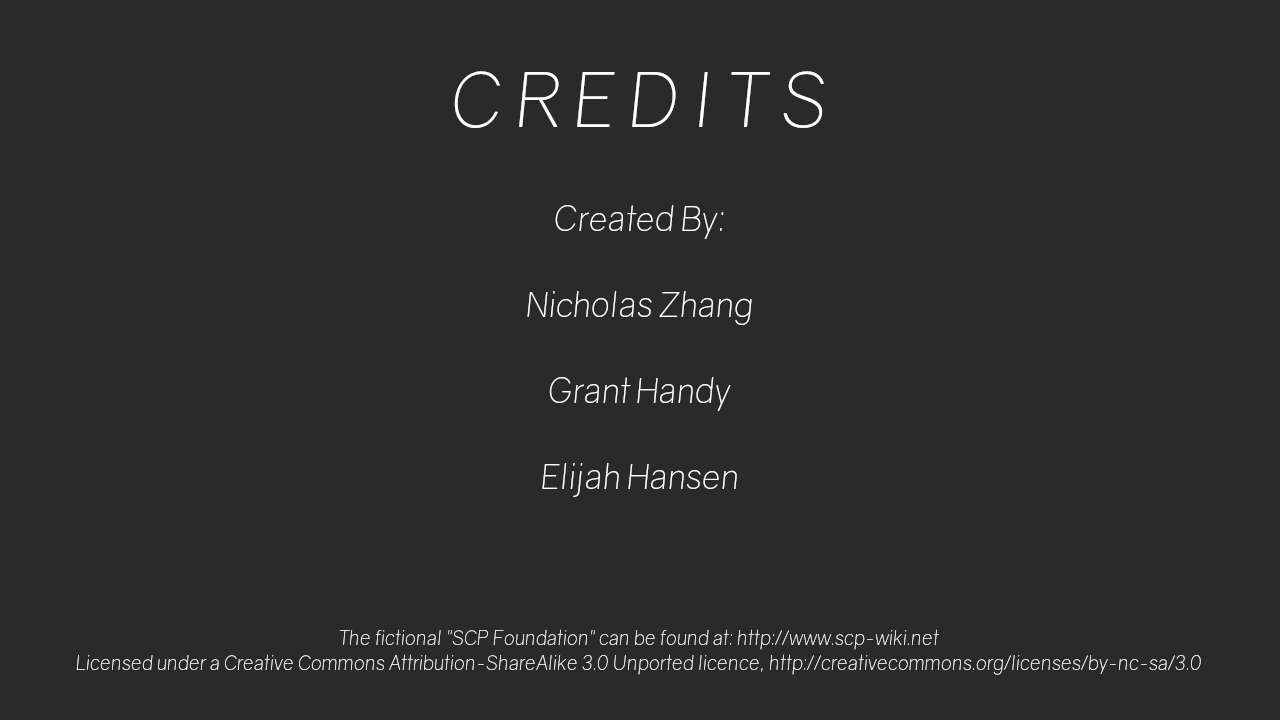 CREDITS
Created By:
Nicholas Zhang
Grant Handy
Elijah Hansen
The fictional "SCP Foundation" can be found at: http://www.scp-wiki.net
Licensed under a Creative Commons Attribution-ShareAlike 3.0 Unported licence, http://creativecommons.org/licenses/by-nc-sa/3.0